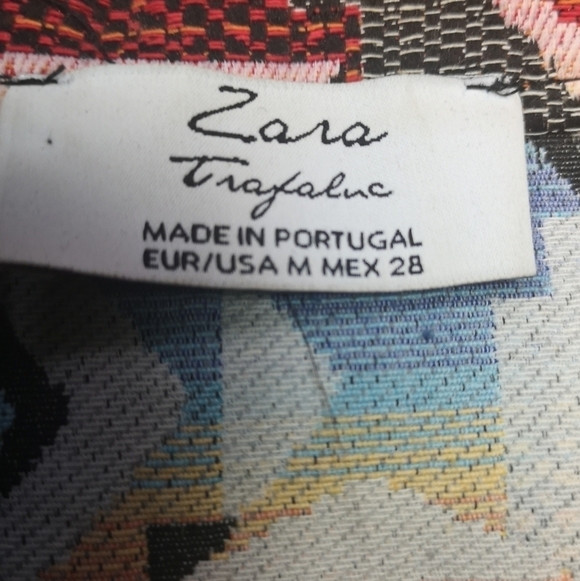 Zara
Trafaluc
MADE IN PORTUGAL
EUR/USA M MEX 28